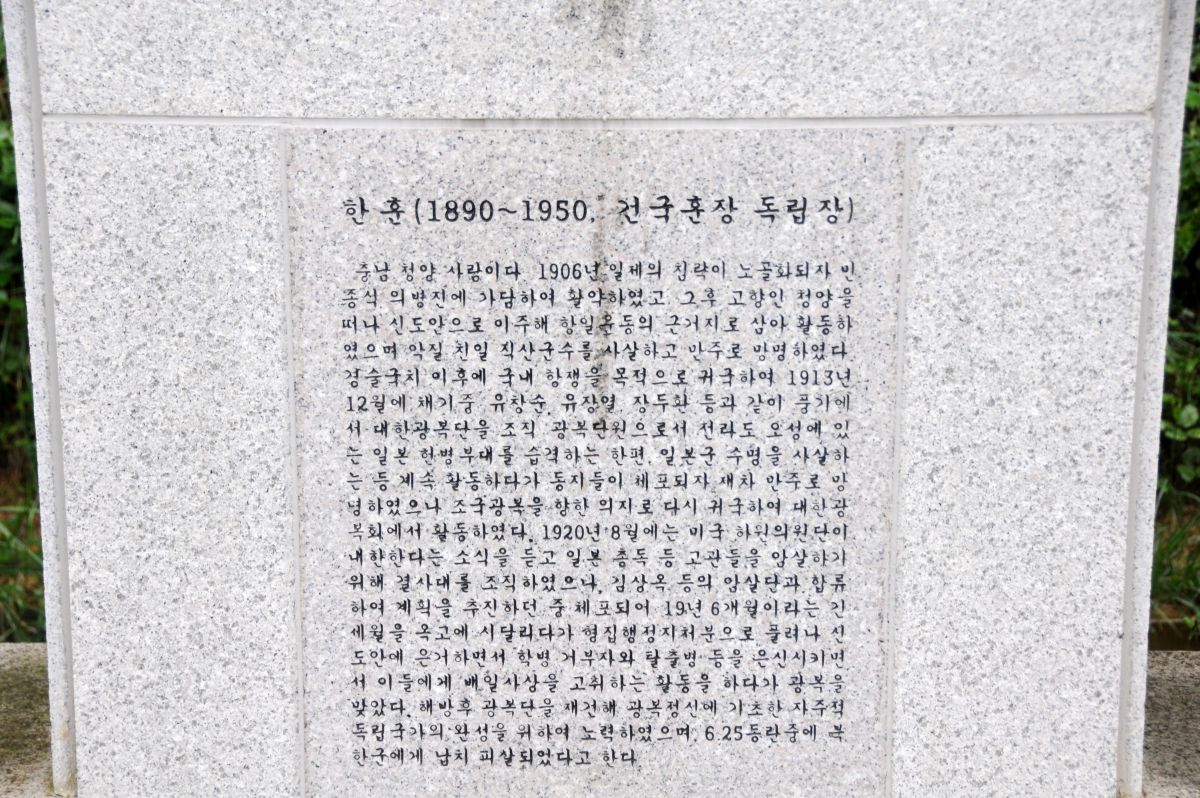 한 훈(1890~1950, 건국훈장 독립장)
충남 청양 사람이다. 1906년 일제의 침략이 노골화되자 민
종식 의병진에 가담하여 활약하였고 그후 고향인 청양을
떠나 신도안으로 이주해 항일운동의 근거지로 삼아 활동하
였으며 악질 친일 직산군수를 사살하고 만주로 망명하였다
경술국치 이후에 국내 항쟁을 목적으로 귀국하여 1913년
12월에 채기중, 유창순, 유장열, 장두환 등과 같이 풍기에
서 대한광복단을 조직 광복단원으로서 전라도 오성에 있
는 일본 헌병부대를 습격하는 한편, 일본군 수명을 사살하
는 등 계속 활동하다가 동지들이 체포되자 재차 만주로 망
명하였으나 조국광복을 향한 의지로 다시 귀국하여 대한광
복회에서 활동하였다. 1920년 8월에는 미국 하원의원단이
내한한다는 소식을 듣고 일본 총독 등 고관들을 암살하기
위해 결사대를 조직하였으나, 김상옥 등의 암살단과 합류
하여 계획을 추진하던 중 체포되어 19년 6개월이라는 긴
세월을 옥고에 시달리다가 형집행정지처분으로 풀려나 신
도안에 은거하면서 학병 거부자와 탈출병 등을 은신시키면
서 이들에게 배일사상을 고취하는 활동을 하다가 광복을
맞았다. 해방후 광복단을 재건해 광복정신에 기초한 자주적
독립국가의 완성을 위하여 노력하였으며, 6.25동란중에 북
한군에게 납치 피살되었다고 한다